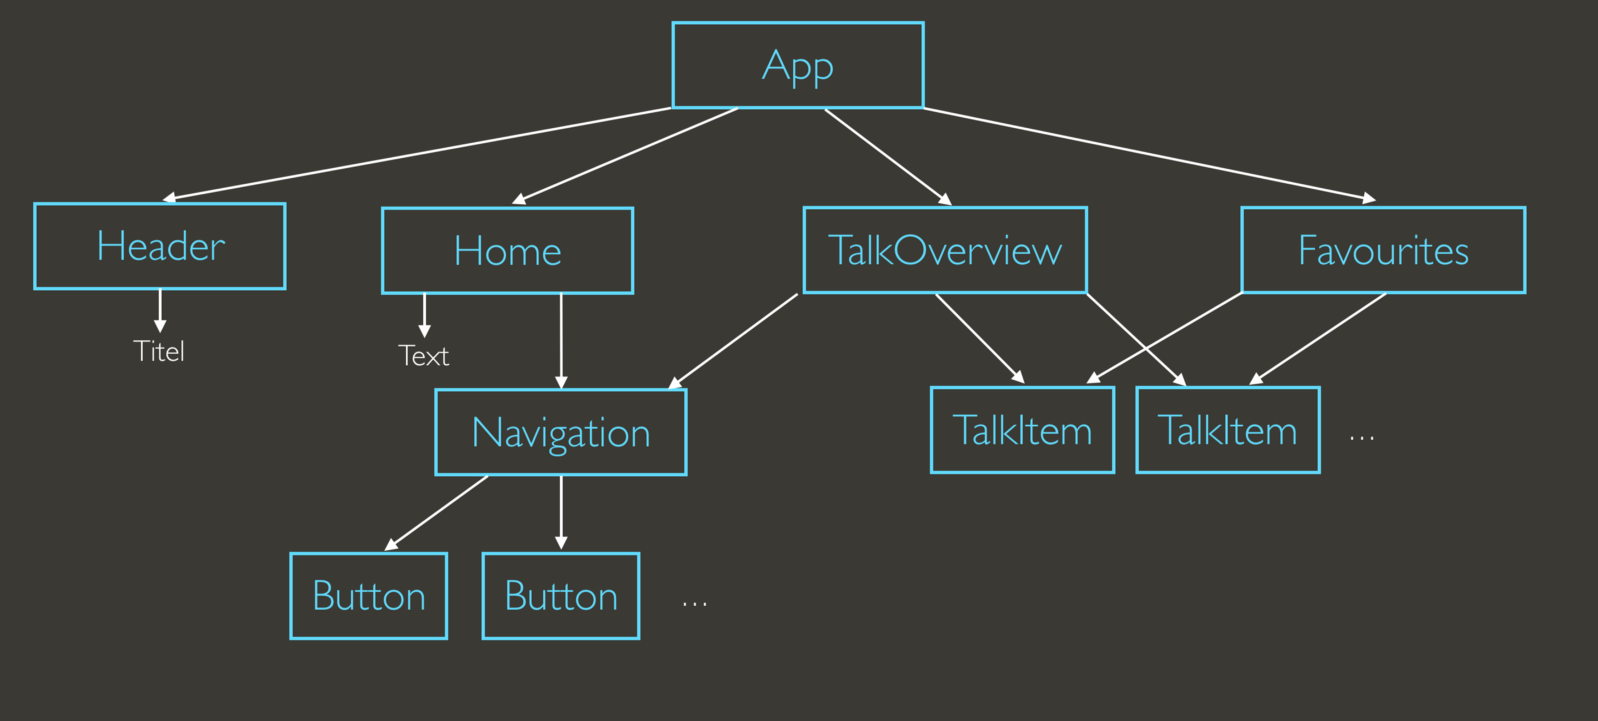 App
Header
Home
TalkOverview
Favourites
Titel
Text
Navigation
TalkItem
TalkItem
...
Button
Button
...